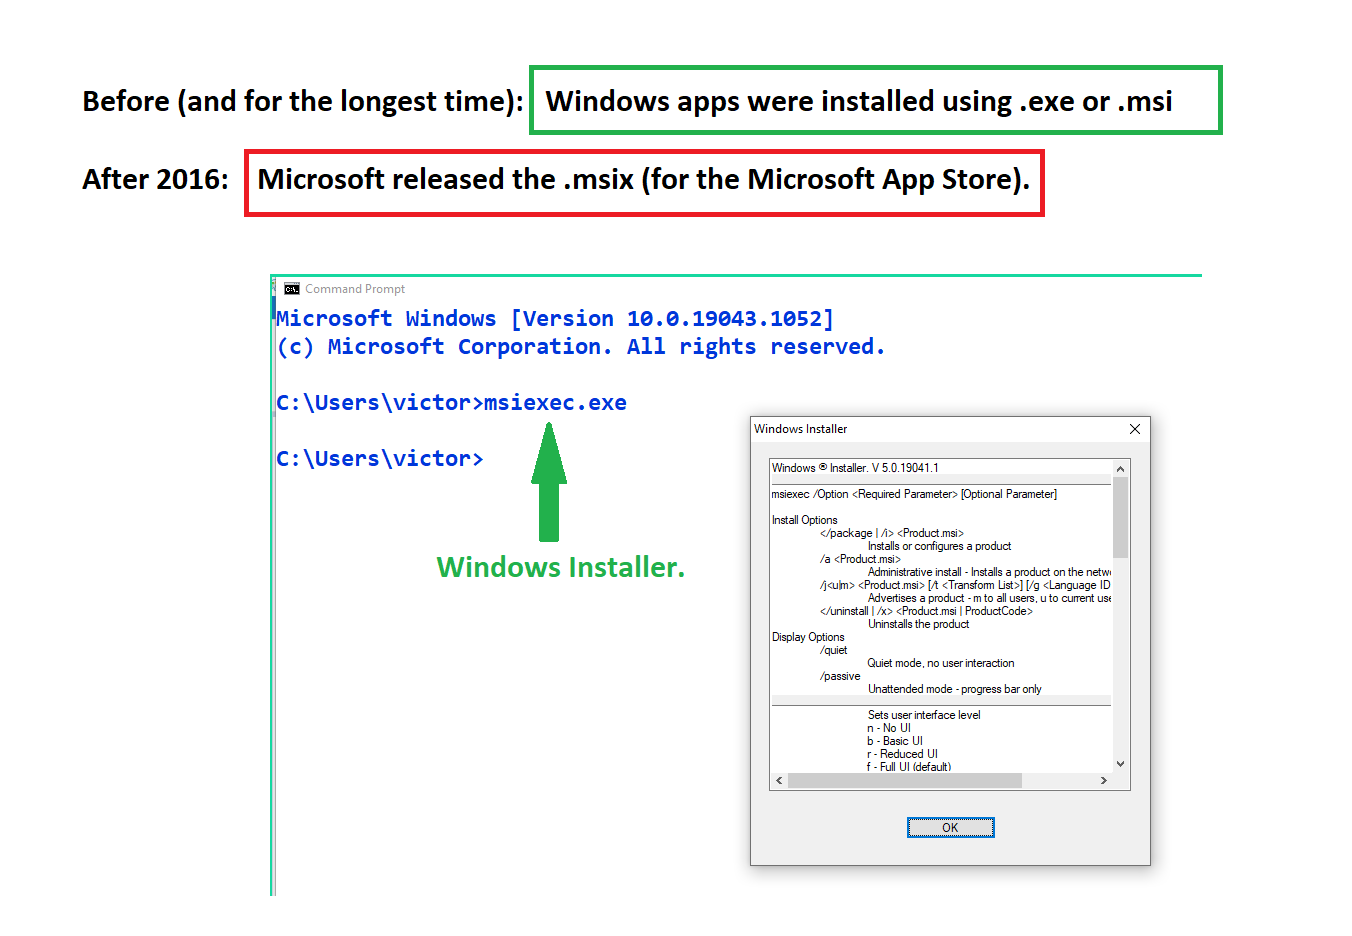 Before (and for the longest time): Windows apps were installed using .exe or .msi
After 2016: Microsoft released the .msix (for the Microsoft App Store).
Command Prompt
Microsoft Windows [Version 10.0.19043.1052]
(c) Microsoft Corporation. All rights reserved.
C:\Users\victor>msiexec.exe
C:\Users\victor>
Windows Installer.
Windows Installer
Windows ® Installer. V 5.0.19041.1
msiexec /Option <Required Parameter> [Optional Parameter]
Install Options
</package | /i> <Product.msi>
Installs or configures a product
/a <Product.msi>
Administrative install - Installs a product on the netw
/j<u|m> <Product.msi> [/t <Transform List>] [/g <Language ID
Advertises a product - m to all users, u to current use
</uninstall | /x> <Product.msi | ProductCode>
Uninstalls the product
Display Options
/quiet
Quiet mode, no user interaction
/passive
Unattended mode - progress bar only
Sets user interface level
n - No UI
b - Basic UI
r - Reduced UI
f - Full UI (default)
OK